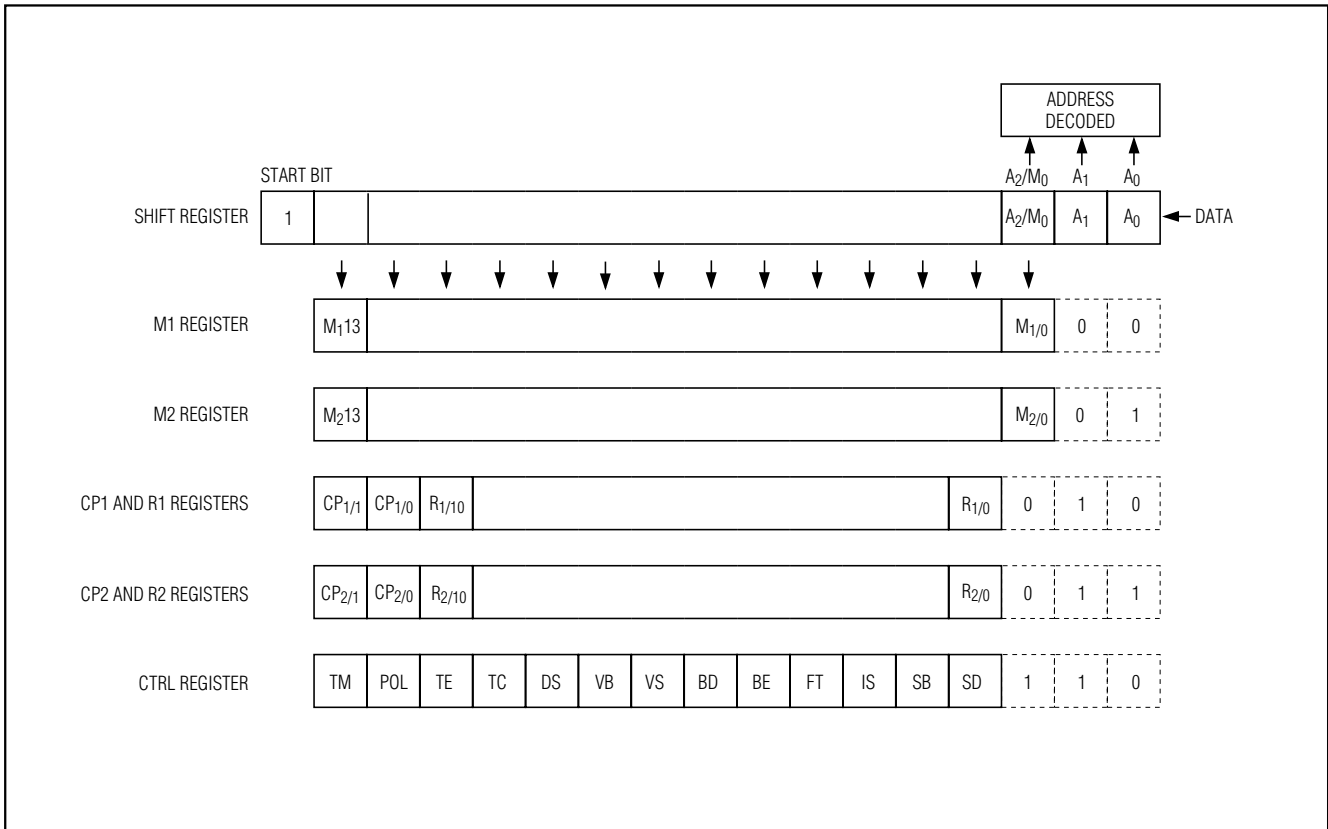 ADDRESS
DECODED
START BIT
A2/M0 A1 A0
SHIFT REGISTER 1 A2/M0 A1 A0 DATA
M1 REGISTER M113 M1/0 0 0
M2 REGISTER M213 M2/0 0 1
CP1 AND R1 REGISTERS CP1/1 CP1/0 R1/10 R1/0 0 1 0
CP2 AND R2 REGISTERS CP2/1 CP2/0 R2/10 R2/0 0 1 1
CTRL REGISTER TM POL TE TC DS VB VS BD BE FT IS SB SD 1 1 0